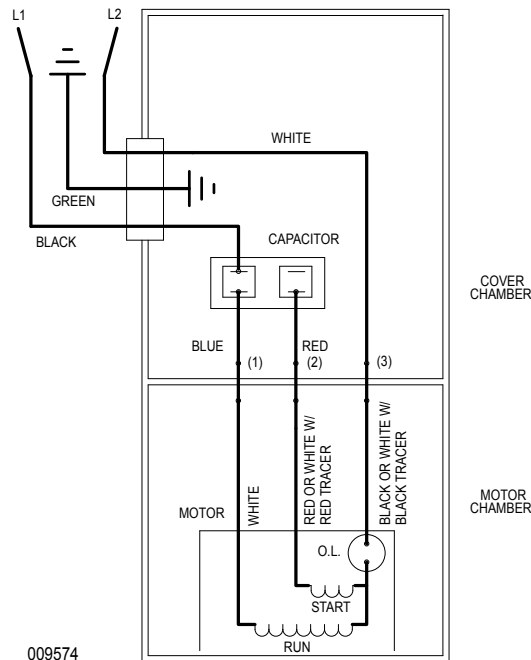 L1
L2
WHITE
GREEN
BLACK
CAPACITOR
COVER
CHAMBER
BLUE
RED
(1)
(2)
(3)
WHITE
RED OR WHITE W/
RED TRACER
BLACK OR WHITE W/
BLACK TRACER
MOTOR
CHAMBER
MOTOR
O.L.
START
RUN
009574